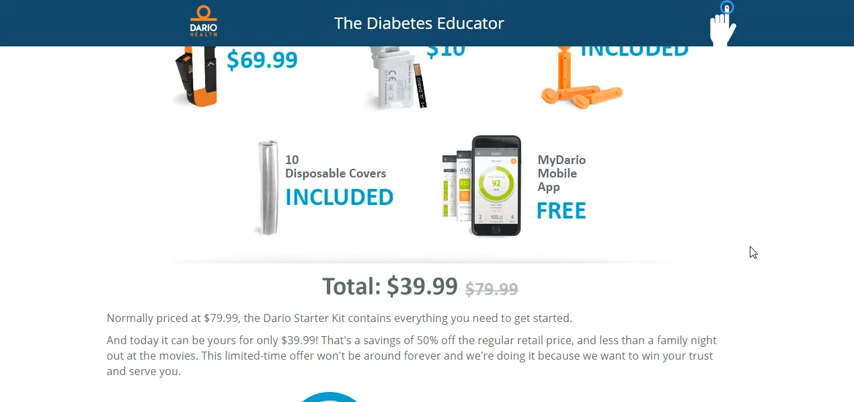 DARIO
HEALTH
The Diabetes Educator
$69.99
$10
INCLUDED
10
Disposable Covers
INCLUDED
MyDario
Mobile
App
FREE
92
Total: $39.99 $79.99
Normally priced at $79.99, the Dario Starter Kit contains everything you need to get started.
And today it can be yours for only $39.99! That's a savings of 50% off the regular retail price, and less than a family night
out at the movies. This limited-time offer won't be around forever and we're doing it because we want to win your trust
and serve you.